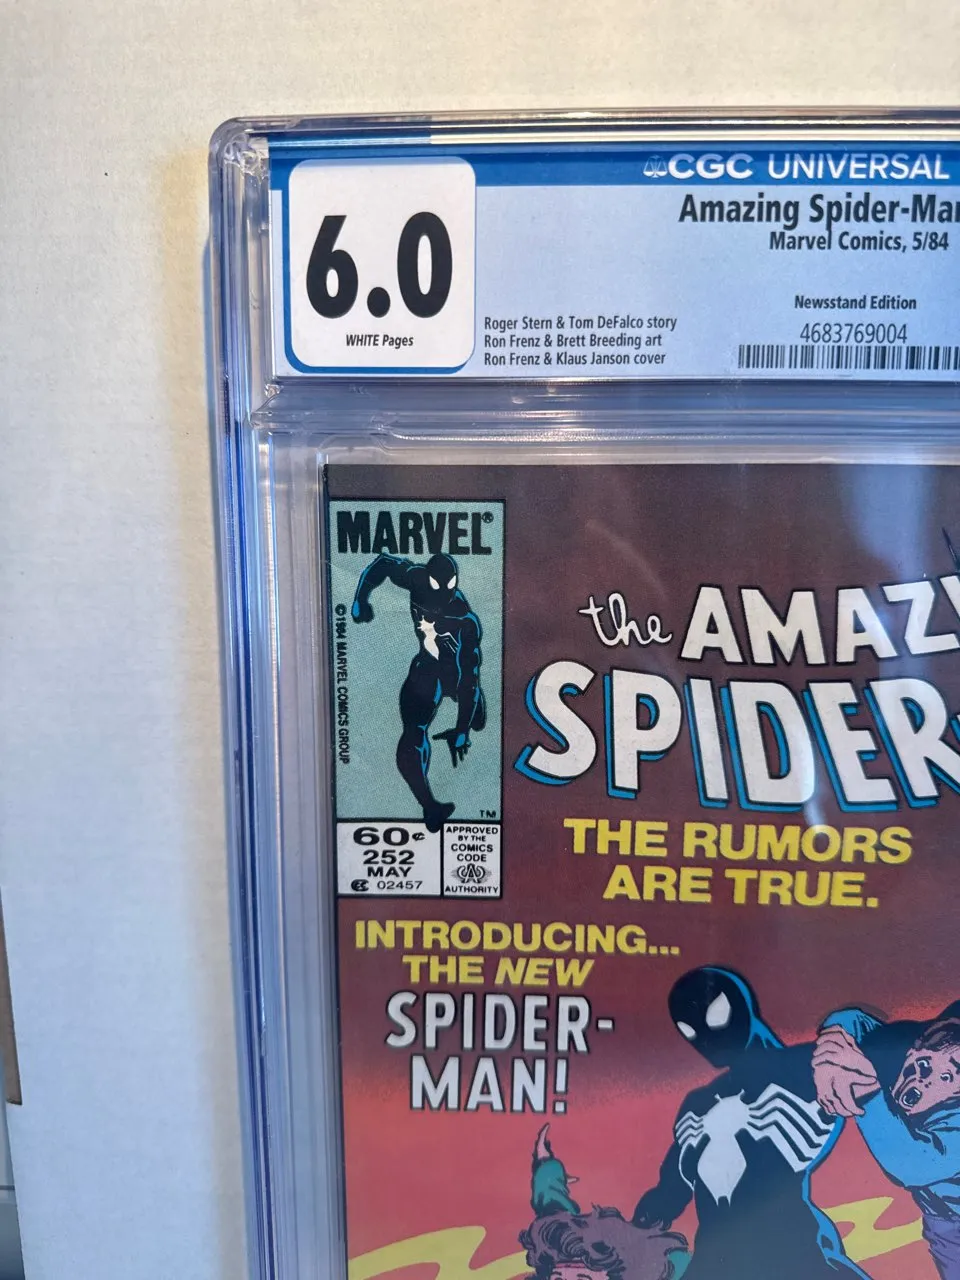 CGC UNIVERSAL
6.0
WHITE Pages
Amazing Spider-Man
Marvel Comics, 5/84
Newsstand Edition
4683769004
Roger Stern & Tom DeFalco story
Ron Frenz & Brett Breeding art
Ron Frenz & Klaus Janson cover
MARVEL®
© 1984 MARVEL COMICS GROUP
TM
60¢
252
MAY
02457
APPROVED
BY THE
COMICS
CODE
AUTHORITY
the AMAZ
SPIDER
THE RUMORS
ARE TRUE.
INTRODUCING...
THE NEW
SPIDER-
MAN!